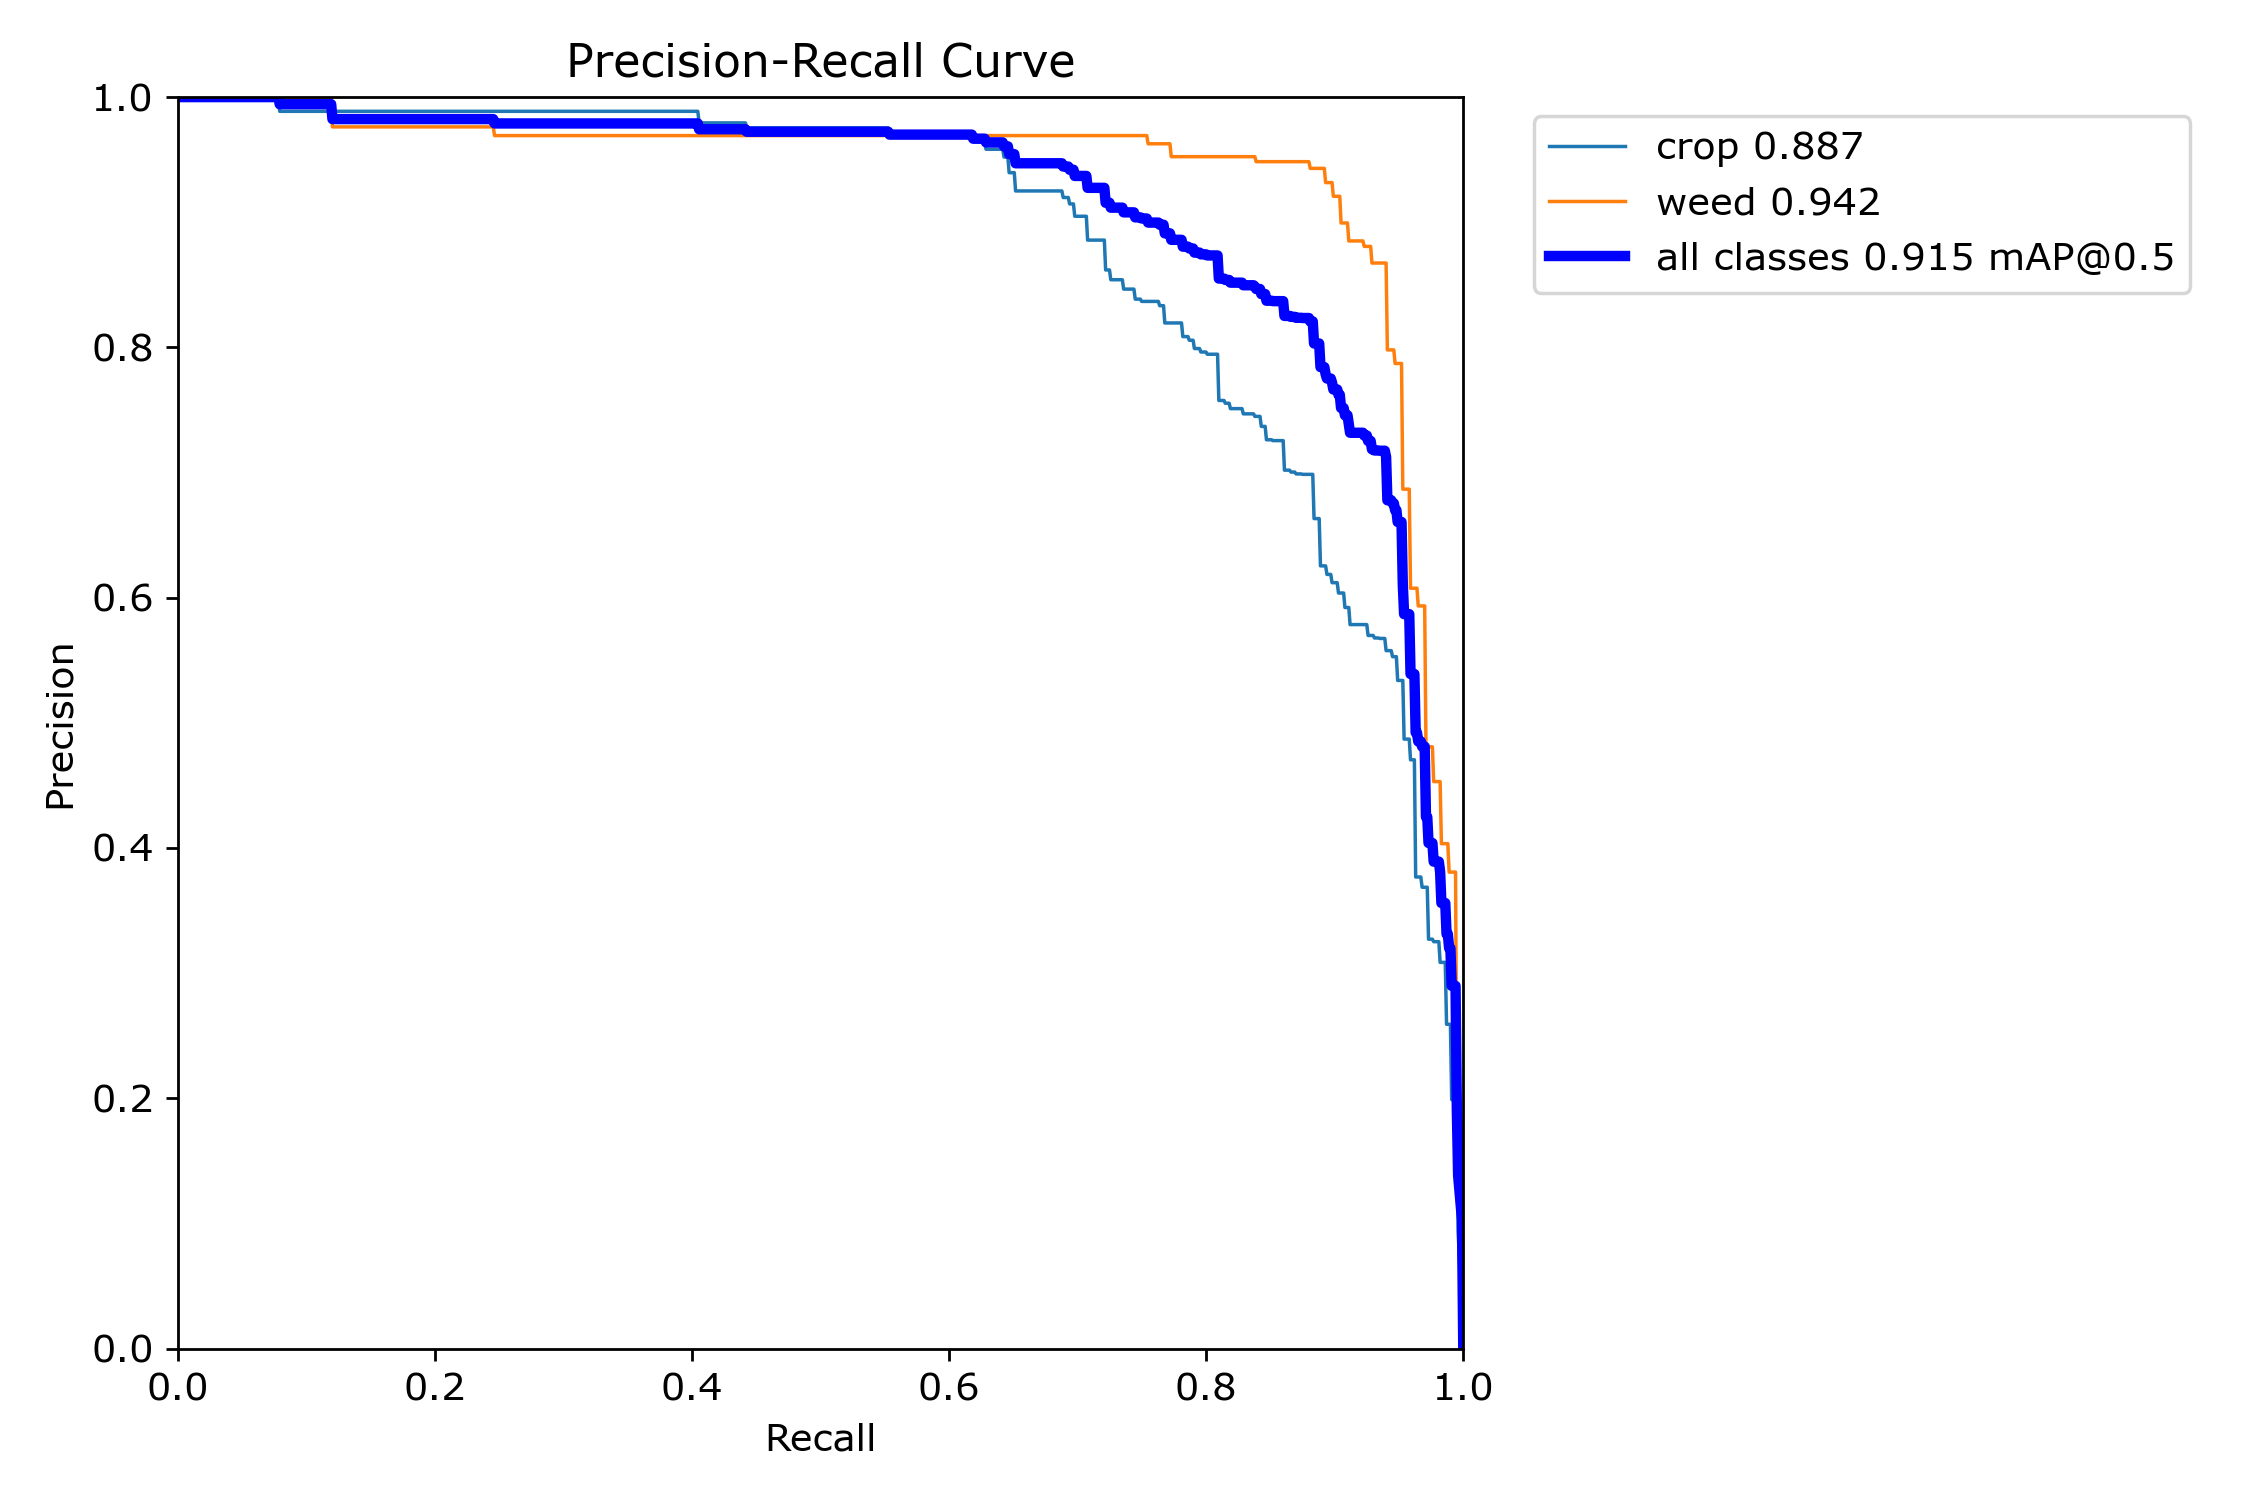 Precision-Recall Curve
crop 0.887
weed 0.942
all classes 0.915 mAP@0.5
1.0
0.8
0.6
0.4
0.2
0.0
Precision
0.0 0.2 0.4 0.6 0.8 1.0
Recall